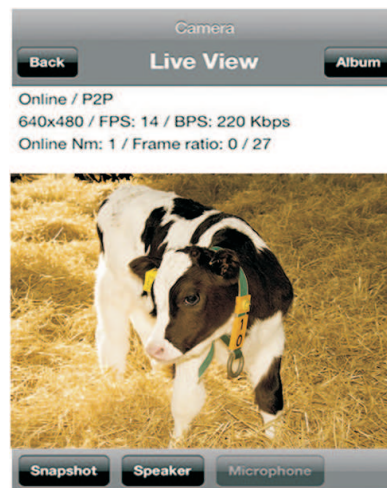 Camera
Back Live View Album
Online / P2P
640x480 / FPS: 14 / BPS: 220 Kbps
Online Nm: 1 / Frame ratio: 0 / 27
10
Snapshot Speaker Microphone